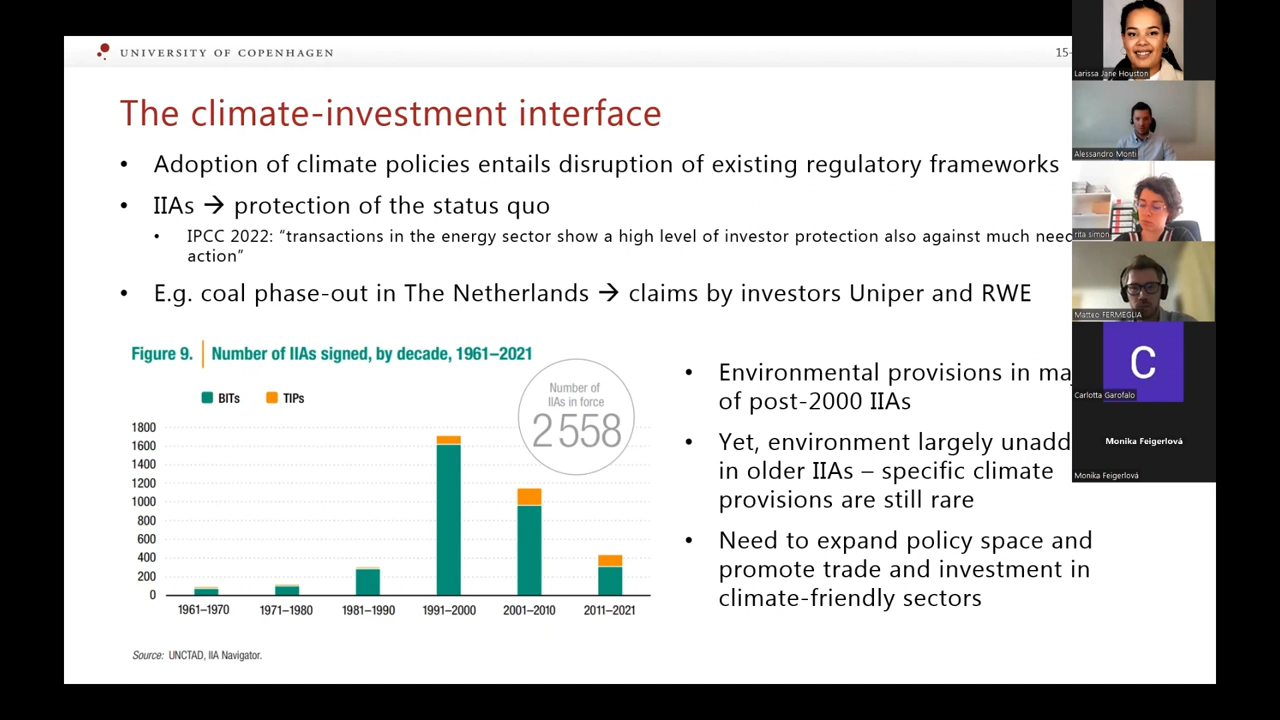 UNIVERSITY OF COPENHAGEN
15-
The climate-investment interface
• Adoption of climate policies entails disruption of existing regulatory frameworks
• IIAs → protection of the status quo
• IPCC 2022: “transactions in the energy sector show a high level of investor protection also against much
action”
• E.g. coal phase-out in The Netherlands → claims by investors Uniper and RWE
Figure 9. Number of IIAs signed, by decade, 1961–2021
BITs TIPs
Number of
IIAs in force
2 558
1800
1600
1400
1200
1000
800
600
400
200
0
1961–1970 1971–1980 1981–1990 1991–2000 2001–2010 2011–2021
Source: UNCTAD, IIA Navigator.
• Environmental provisions in
of post-2000 IIAs
• Yet, environment largely
in older IIAs – specific climate
provisions are still rare
• Need to expand policy space and
promote trade and investment in
climate-friendly sectors
Larissa Jane Houston
Alessandro Monti
rita simon
Matteo FERMEGLIA
C
Carlotta Garofalo
Monika Feigerlová
Monika Feigerlová